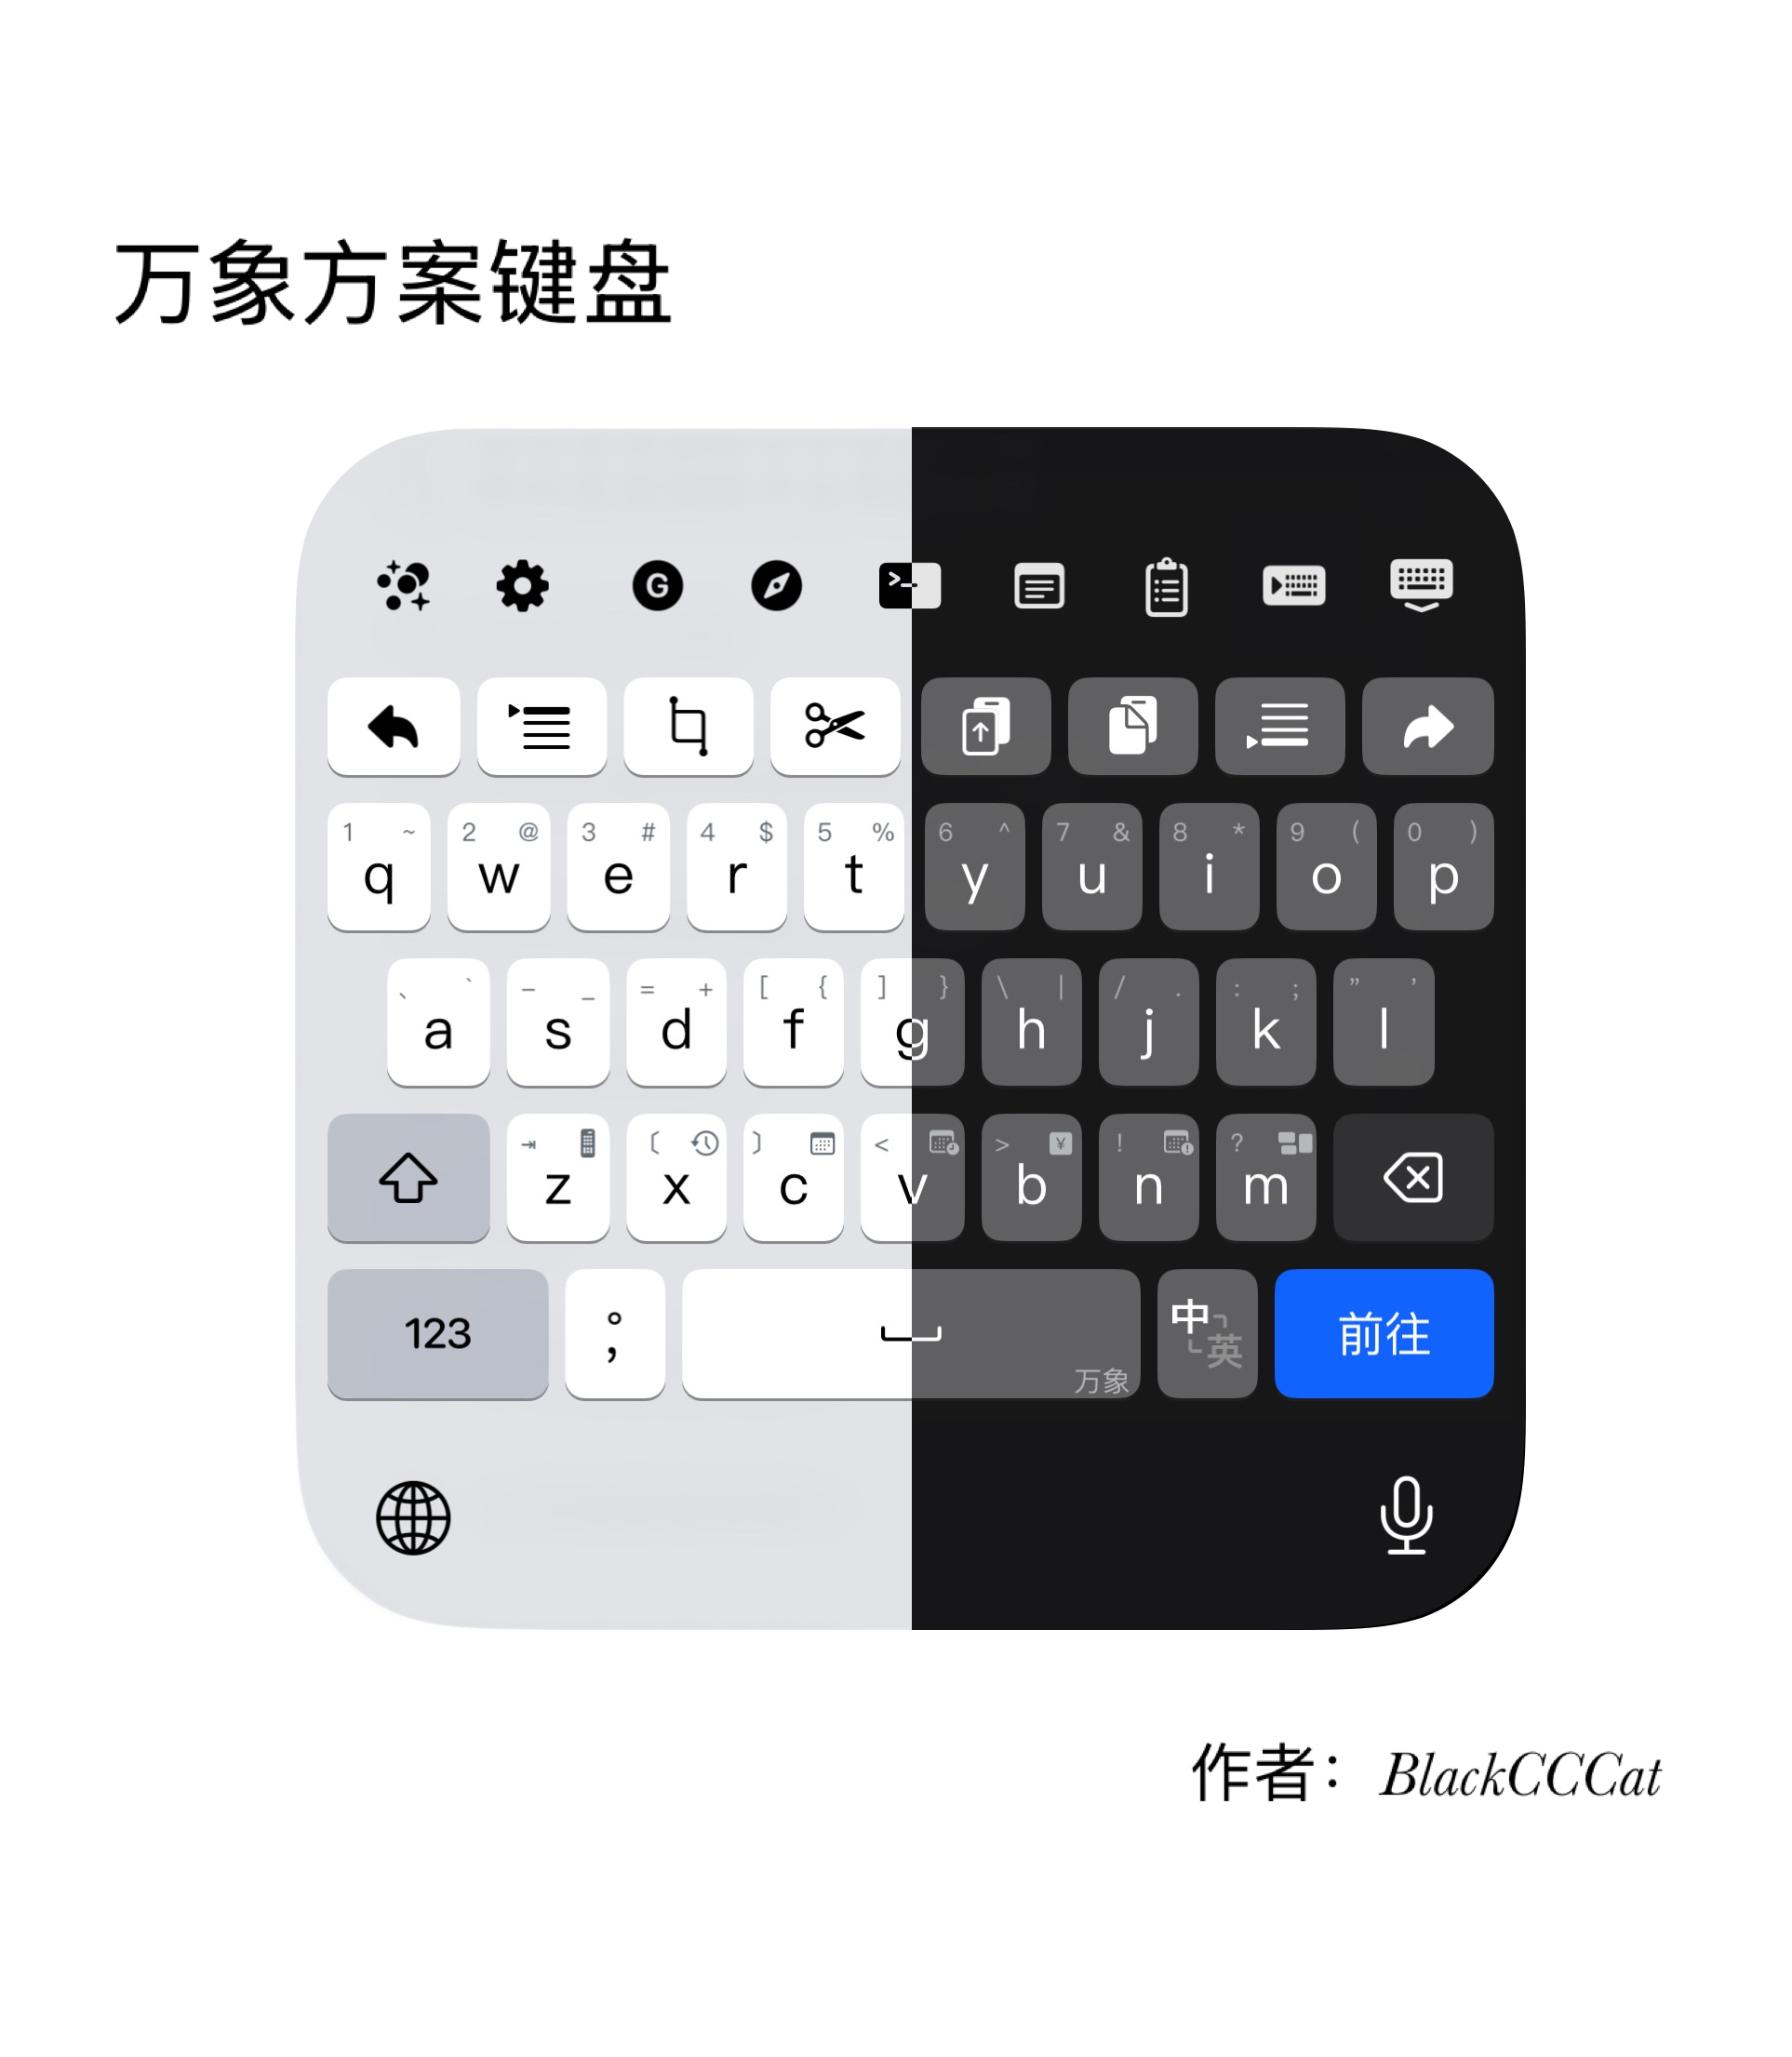 万象方案键盘
G >-
1 ~ 2 @ 3 # 4 $ 5 % 6 ^ 7 & 8 * 9 ( 0 )
q w e r t y u i o p
、 ` – _ = + [ { ] } \ | / . : ; ” ’
a s d f g h j k l
⇥ 〔 〕 < > ¥ ! ? 
z x c v b n m
123 ° , 中 英 前往
万象
作者：BlackCCCat